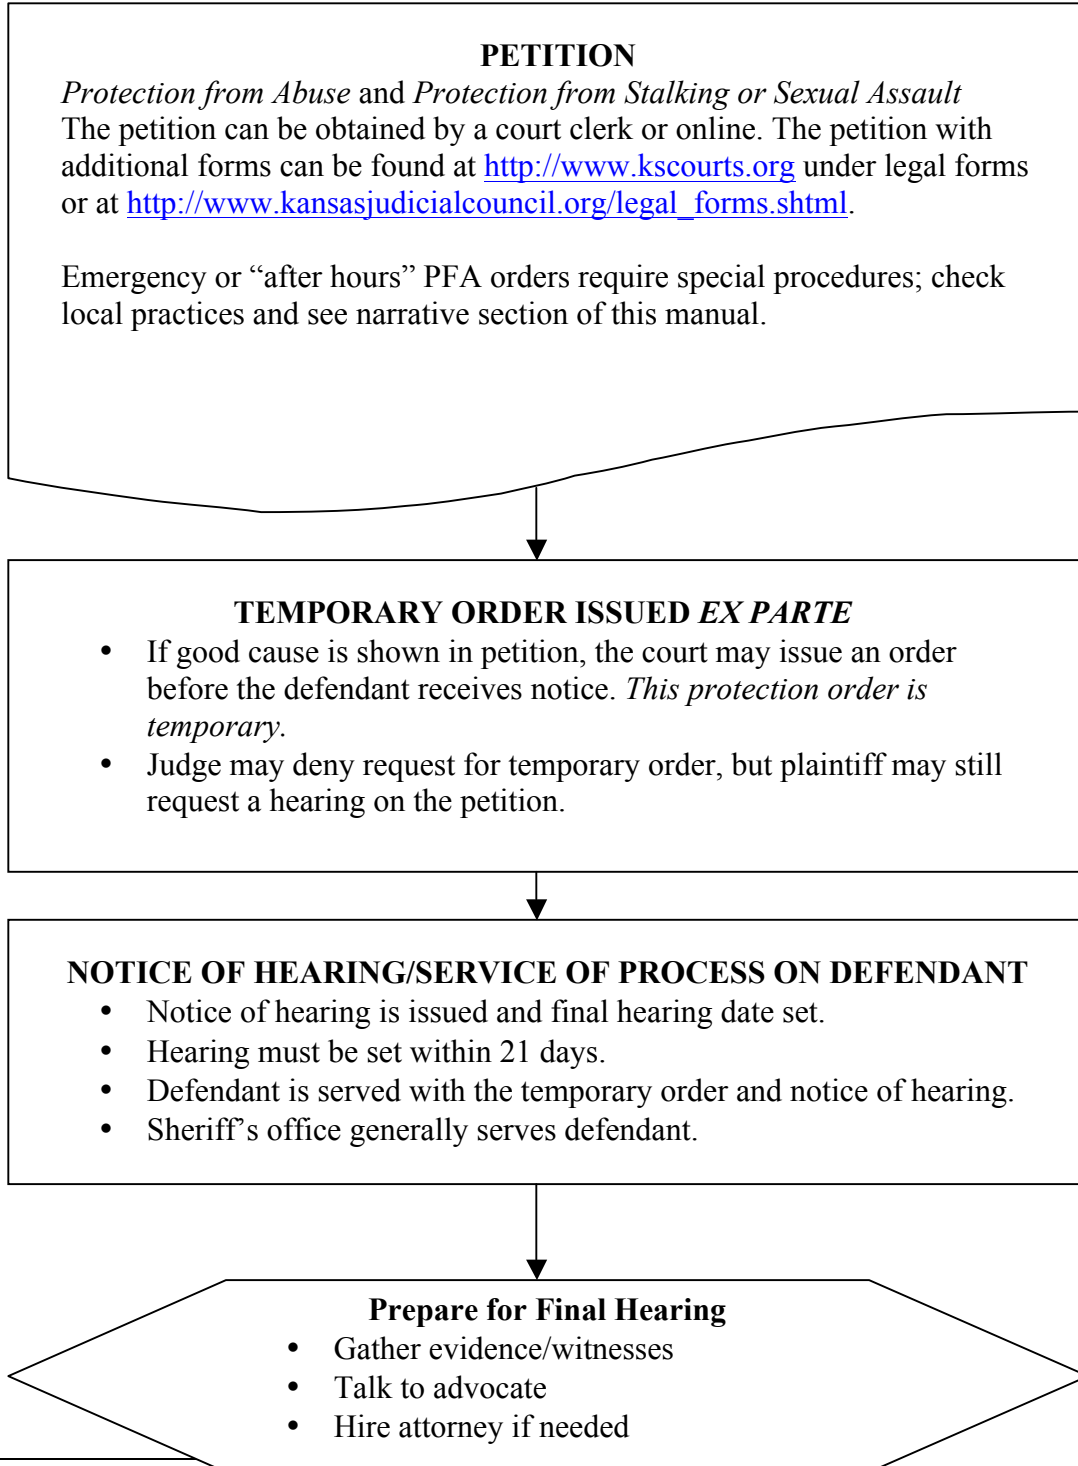 PETITION
Protection from Abuse and Protection from Stalking or Sexual Assault
The petition can be obtained by a court clerk or online. The petition with
additional forms can be found at http://www.kscourts.org under legal forms
or at http://www.kansasjudicialcouncil.org/legal_forms.shtml.
Emergency or “after hours” PFA orders require special procedures; check
local practices and see narrative section of this manual.
TEMPORARY ORDER ISSUED EX PARTE
• If good cause is shown in petition, the court may issue an order
before the defendant receives notice. This protection order is
temporary.
• Judge may deny request for temporary order, but plaintiff may still
request a hearing on the petition.
NOTICE OF HEARING/SERVICE OF PROCESS ON DEFENDANT
• Notice of hearing is issued and final hearing date set.
• Hearing must be set within 21 days.
• Defendant is served with the temporary order and notice of hearing.
• Sheriff’s office generally serves defendant.
Prepare for Final Hearing
• Gather evidence/witnesses
• Talk to advocate
• Hire attorney if needed